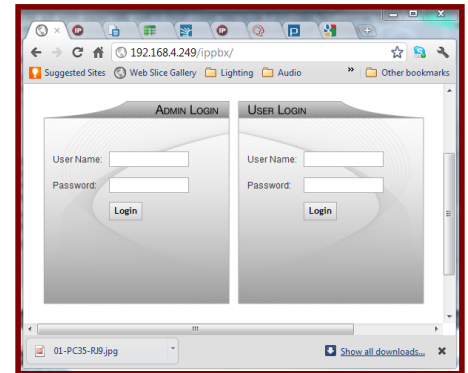 192.168.4.249/ippbx/
Suggested Sites Web Slice Gallery Lighting Audio » Other bookmarks
ADMIN LOGIN
User Name:
Password:
Login
USER LOGIN
User Name:
Password:
Login
01-PC35-RJ9.jpg
Show all downloads...